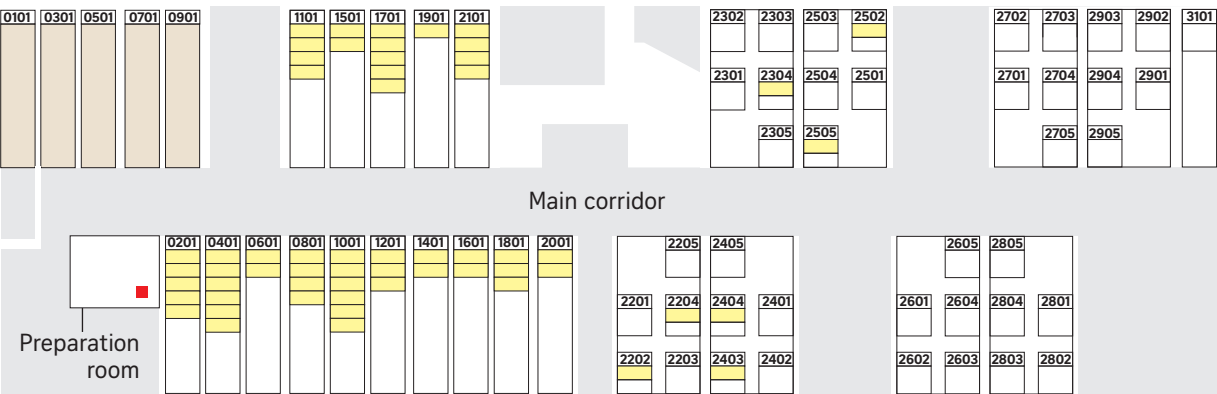 0101 0301 0501 0701 0901 1101 1501 1701 1901 2101 2302 2303 2503 2502 2702 2703 2903 2902 3101
2301 2304 2504 2501 2701 2704 2904 2901
2305 2505 2705 2905
Main corridor
0201 0401 0601 0801 1001 1201 1401 1601 1801 2001 2205 2405 2605 2805
2201 2204 2404 2401 2601 2604 2804 2801
Preparation
room
2202 2203 2403 2402 2602 2603 2803 2802